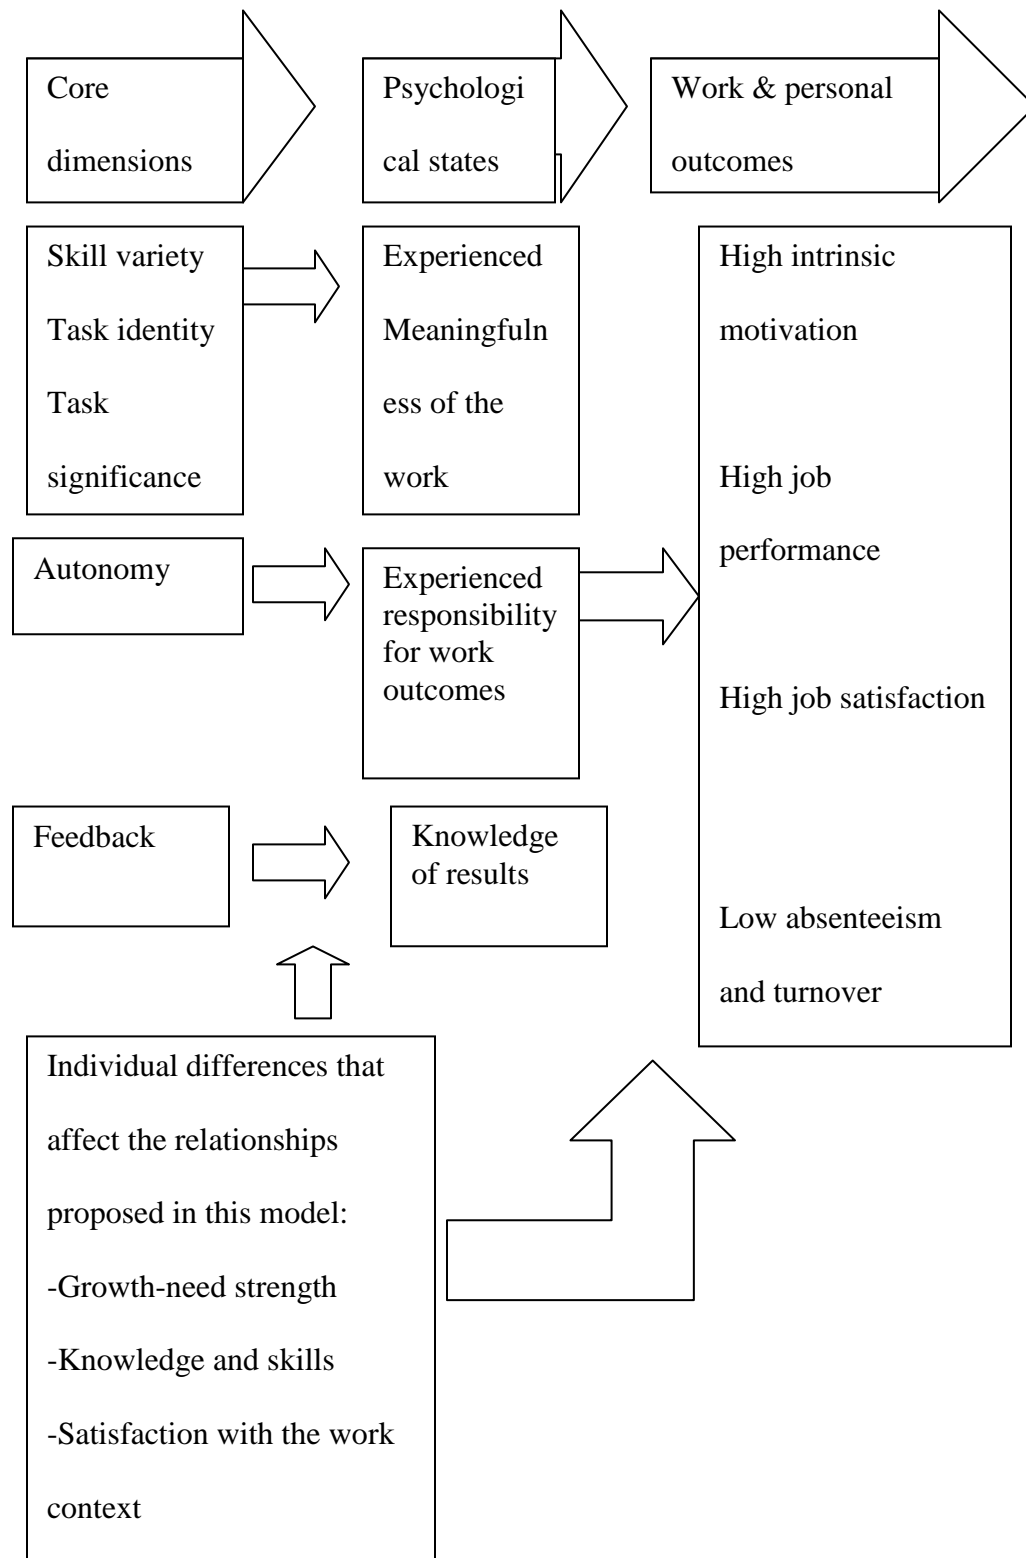 Core
dimensions
Psychologi
cal states
Work & personal
outcomes
Skill variety
Task identity
Task
significance
Experienced
Meaningfuln
ess of the
work
High intrinsic
motivation
High job
performance
High job satisfaction
Low absenteeism
and turnover
Autonomy
Experienced
responsibility
for work
outcomes
Feedback
Knowledge
of results
Individual differences that
affect the relationships
proposed in this model:
-Growth-need strength
-Knowledge and skills
-Satisfaction with the work
context